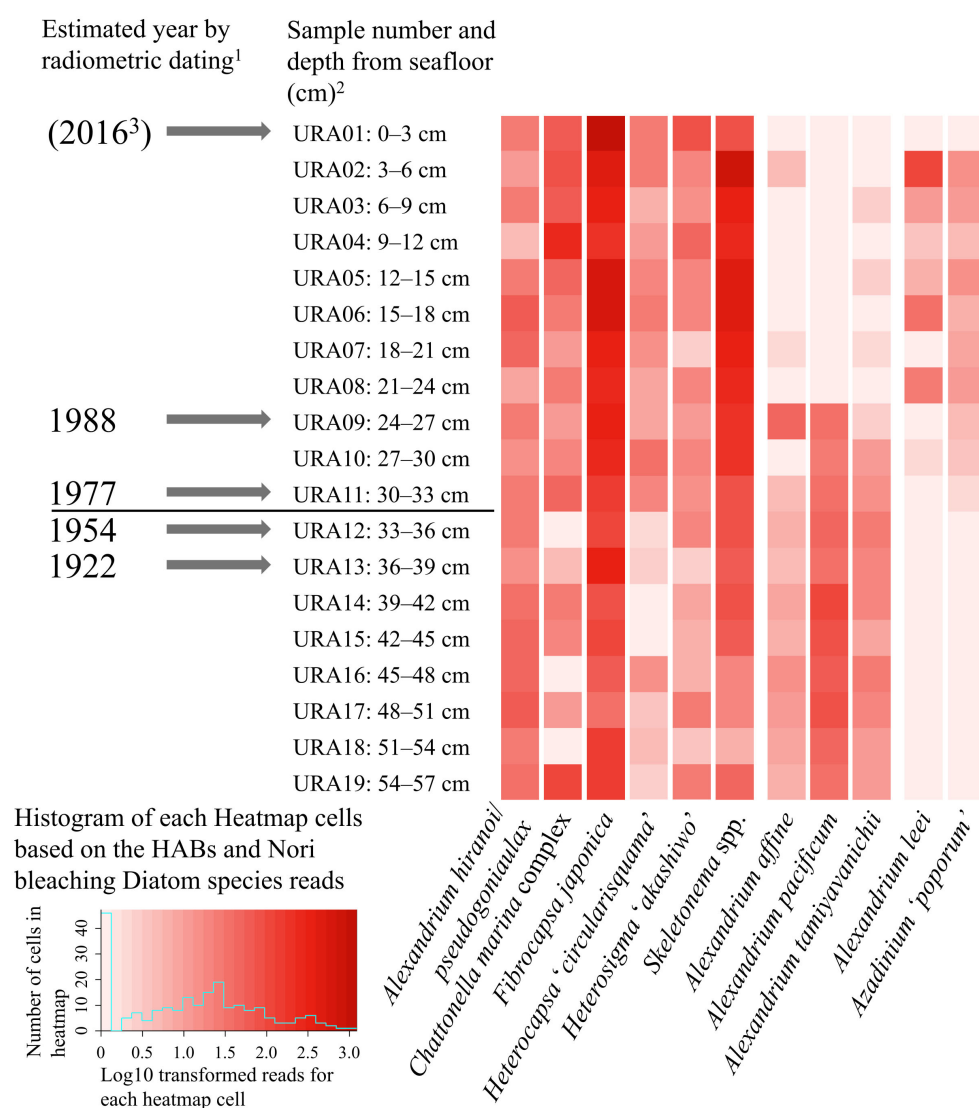 Estimated year by
radiometric dating¹
Sample number and
depth from seafloor
(cm)²
(2016³)
URA01: 0–3 cm
URA02: 3–6 cm
URA03: 6–9 cm
URA04: 9–12 cm
URA05: 12–15 cm
URA06: 15–18 cm
URA07: 18–21 cm
URA08: 21–24 cm
1988
URA09: 24–27 cm
URA10: 27–30 cm
1977
URA11: 30–33 cm
1954
URA12: 33–36 cm
1922
URA13: 36–39 cm
URA14: 39–42 cm
URA15: 42–45 cm
URA16: 45–48 cm
URA17: 48–51 cm
URA18: 51–54 cm
URA19: 54–57 cm
Alexandrium hiranoi/
pseudogoniaulax
Chattonella marina complex
Fibrocapsa japonica
Heterocapsa ‘ circularisquama’
Heterosigma ‘ akashiwo’
Skeletonema spp.
Alexandrium affine
Alexandrium pacificum
Alexandrium tamiyavanichii
Alexandrium leei
Azadinium ‘poporum’
Histogram of each Heatmap cells
based on the HABs and Nori
bleaching Diatom species reads
Number of cells in
heatmap
0 10 20 30 40
0 0.5 1.0 1.5 2.0 2.5 3.0
Log10 transformed reads for
each heatmap cell